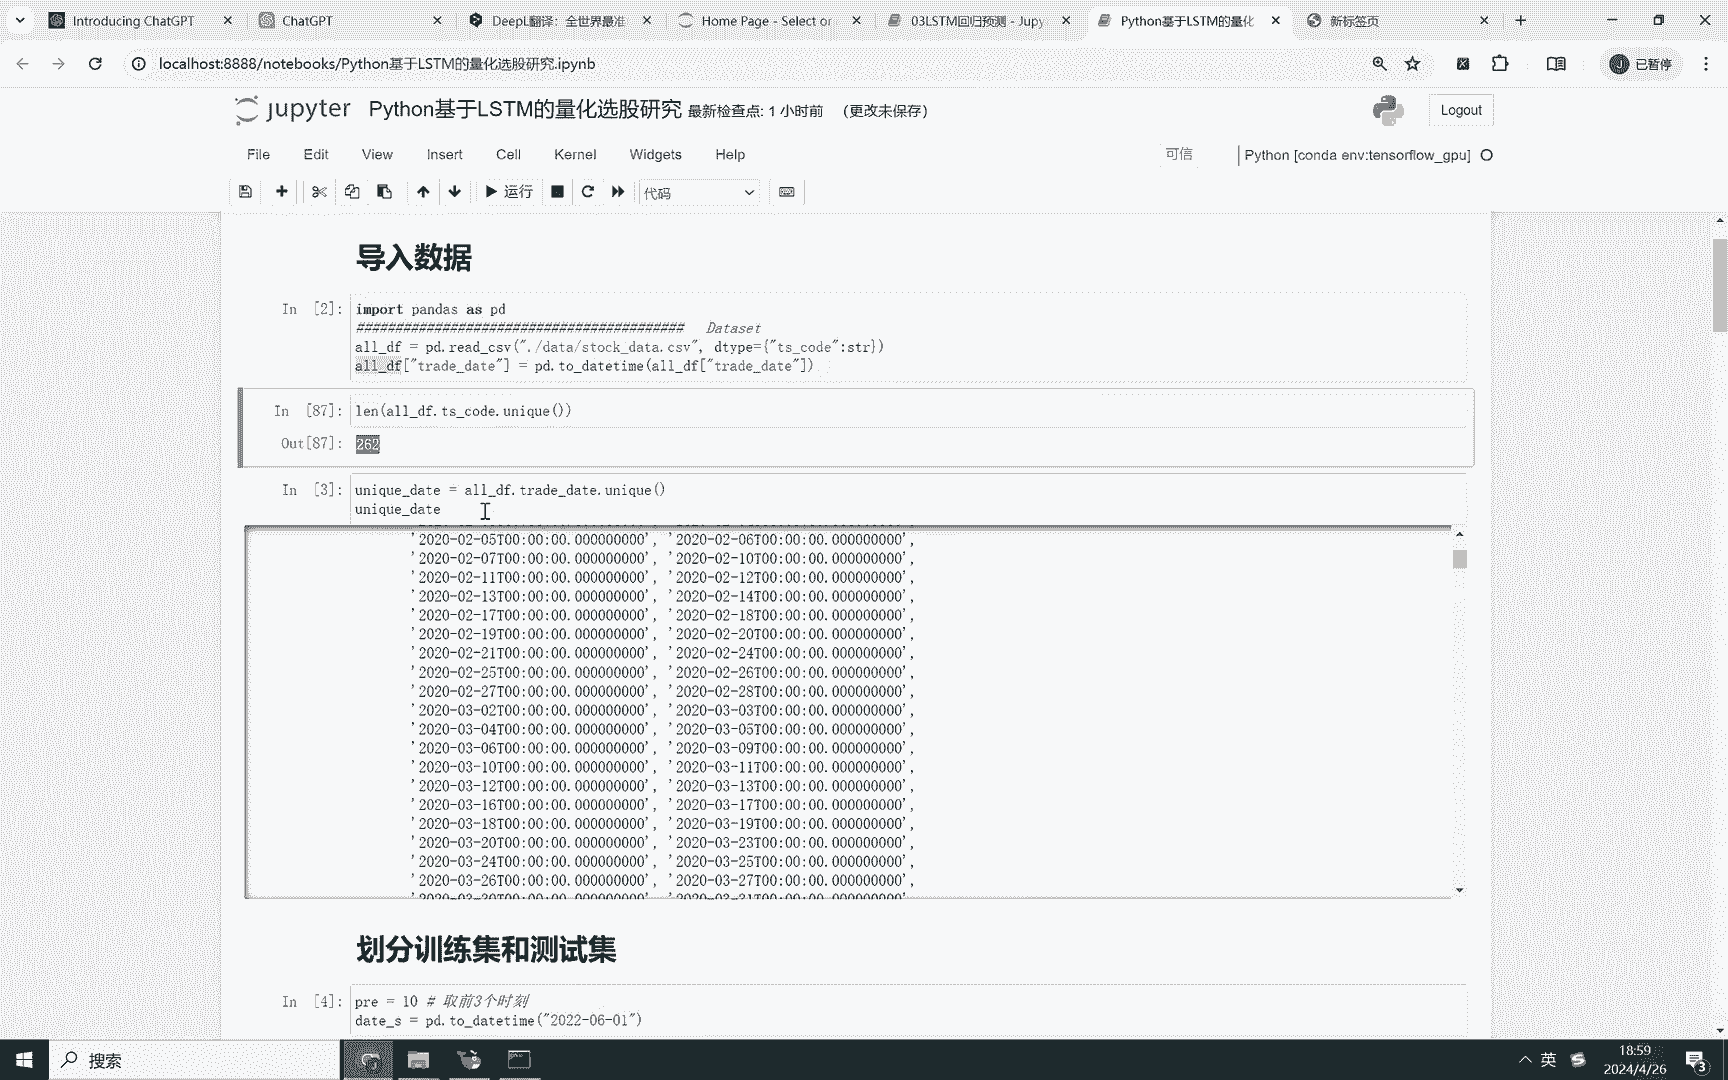 Introducing ChatGPT
ChatGPT
DeepL翻译：全世界最准
Home Page - Select or
03LSTM回归预测 - Jupy
Python基于LSTM的量化
新标签页
localhost:8888/notebooks/Python基于LSTM的量化选股研究.ipynb
已暂停
jupyter Python基于LSTM的量化选股研究 最新检查点: 1 小时前 (更改未保存)
Logout
File Edit View Insert Cell Kernel Widgets Help
可信
Python [conda env:tensorflow_gpu]
运行
代码
导入数据
In [2]: import pandas as pd
########################################## Dataset
all_df = pd.read_csv("./data/stock_data.csv", dtype={"ts_code":str})
all_df["trade_date"] = pd.to_datetime(all_df["trade_date"])
In [87]: len(all_df.ts_code.unique())
Out[87]: 262
In [3]: unique_date = all_df.trade_date.unique()
unique_date
'2020-02-05T00:00:00.000000000', '2020-02-06T00:00:00.000000000',
'2020-02-07T00:00:00.000000000', '2020-02-10T00:00:00.000000000',
'2020-02-11T00:00:00.000000000', '2020-02-12T00:00:00.000000000',
'2020-02-13T00:00:00.000000000', '2020-02-14T00:00:00.000000000',
'2020-02-17T00:00:00.000000000', '2020-02-18T00:00:00.000000000',
'2020-02-19T00:00:00.000000000', '2020-02-20T00:00:00.000000000',
'2020-02-21T00:00:00.000000000', '2020-02-24T00:00:00.000000000',
'2020-02-25T00:00:00.000000000', '2020-02-26T00:00:00.000000000',
'2020-02-27T00:00:00.000000000', '2020-02-28T00:00:00.000000000',
'2020-03-02T00:00:00.000000000', '2020-03-03T00:00:00.000000000',
'2020-03-04T00:00:00.000000000', '2020-03-05T00:00:00.000000000',
'2020-03-06T00:00:00.000000000', '2020-03-09T00:00:00.000000000',
'2020-03-10T00:00:00.000000000', '2020-03-11T00:00:00.000000000',
'2020-03-12T00:00:00.000000000', '2020-03-13T00:00:00.000000000',
'2020-03-16T00:00:00.000000000', '2020-03-17T00:00:00.000000000',
'2020-03-18T00:00:00.000000000', '2020-03-19T00:00:00.000000000',
'2020-03-20T00:00:00.000000000', '2020-03-23T00:00:00.000000000',
'2020-03-24T00:00:00.000000000', '2020-03-25T00:00:00.000000000',
'2020-03-26T00:00:00.000000000', '2020-03-27T00:00:00.000000000',
划分训练集和测试集
In [4]: pre = 10 # 取前3个时刻
date_s = pd.to_datetime("2022-06-01")
搜索
英
18:59
2024/4/26
3